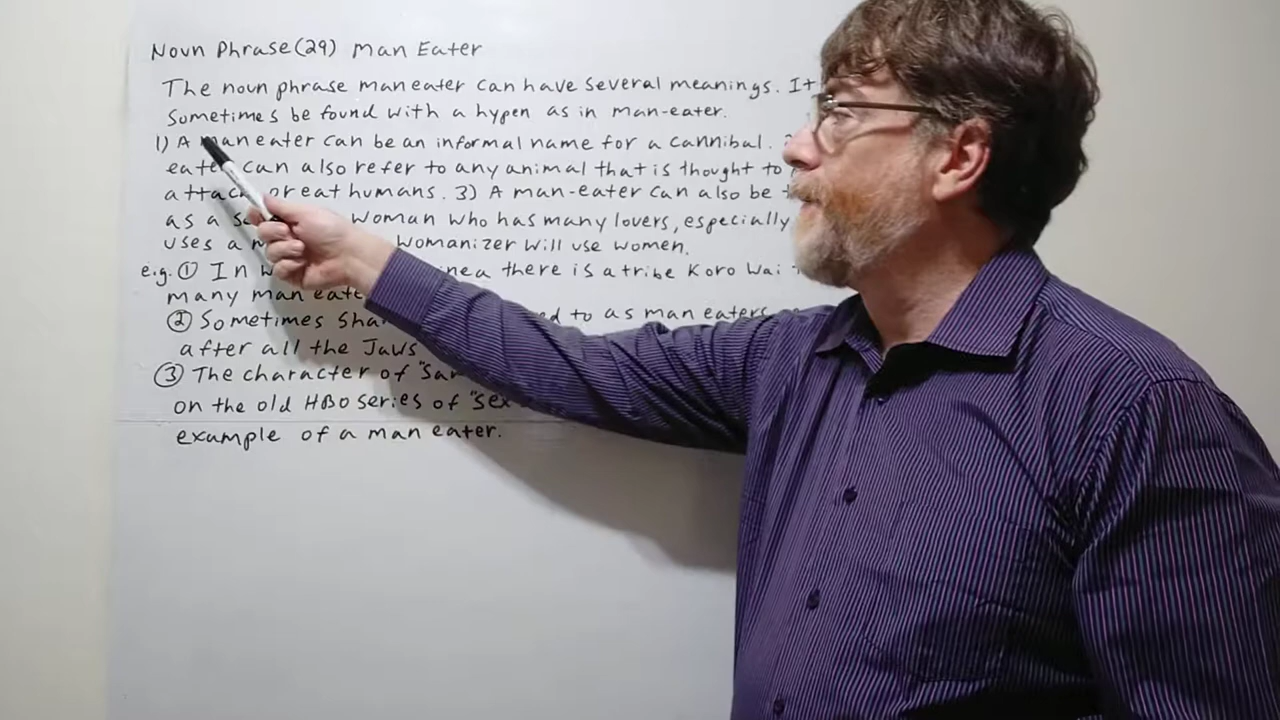 Noun Phrase (29) Man Eater
The noun phrase man eater can have several meanings. It
Sometimes be found with a hypen as in man-eater.
1) A man eater can be an informal name for a cannibal.
eater can also refer to any animal that is thought to
attack or eat humans. 3) A man-eater can also be
as a woman who has many lovers, especially
uses a womanizer will use women.
e.g. ① In there is a tribe Koro Wai
many man
② Sometimes to as man eaters
after all the Jaws
③ The character of
on the old HBO series of "Sex
example of a man eater.